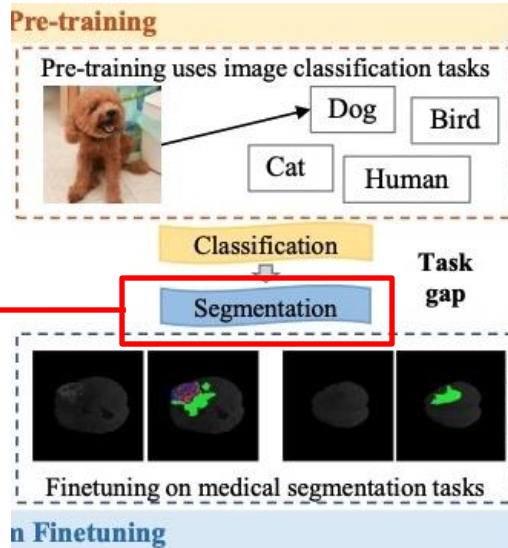 Pre-training
Pre-training uses image classification tasks
Dog
Bird
Cat
Human
Classification
Task
gap
Segmentation
Finetuning on medical segmentation tasks
m Finetuning